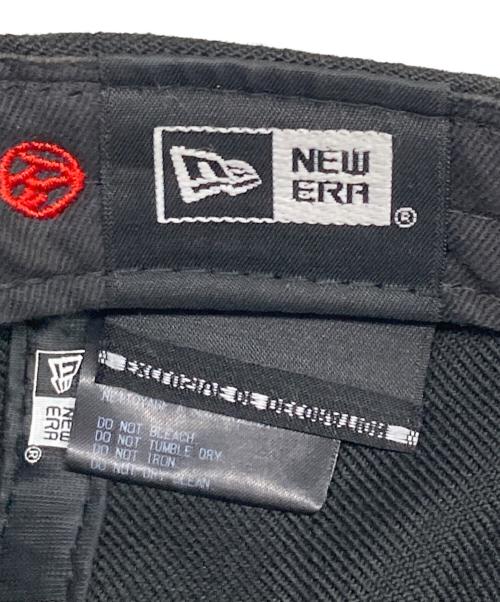 NEW
ERA
®
NEW
ERA
®
EXCLUSIVE OF DECORATION
DO NOT BLEACH
DO NOT TUMBLE DRY
DO NOT IRON
DO NOT DRY CLEAN